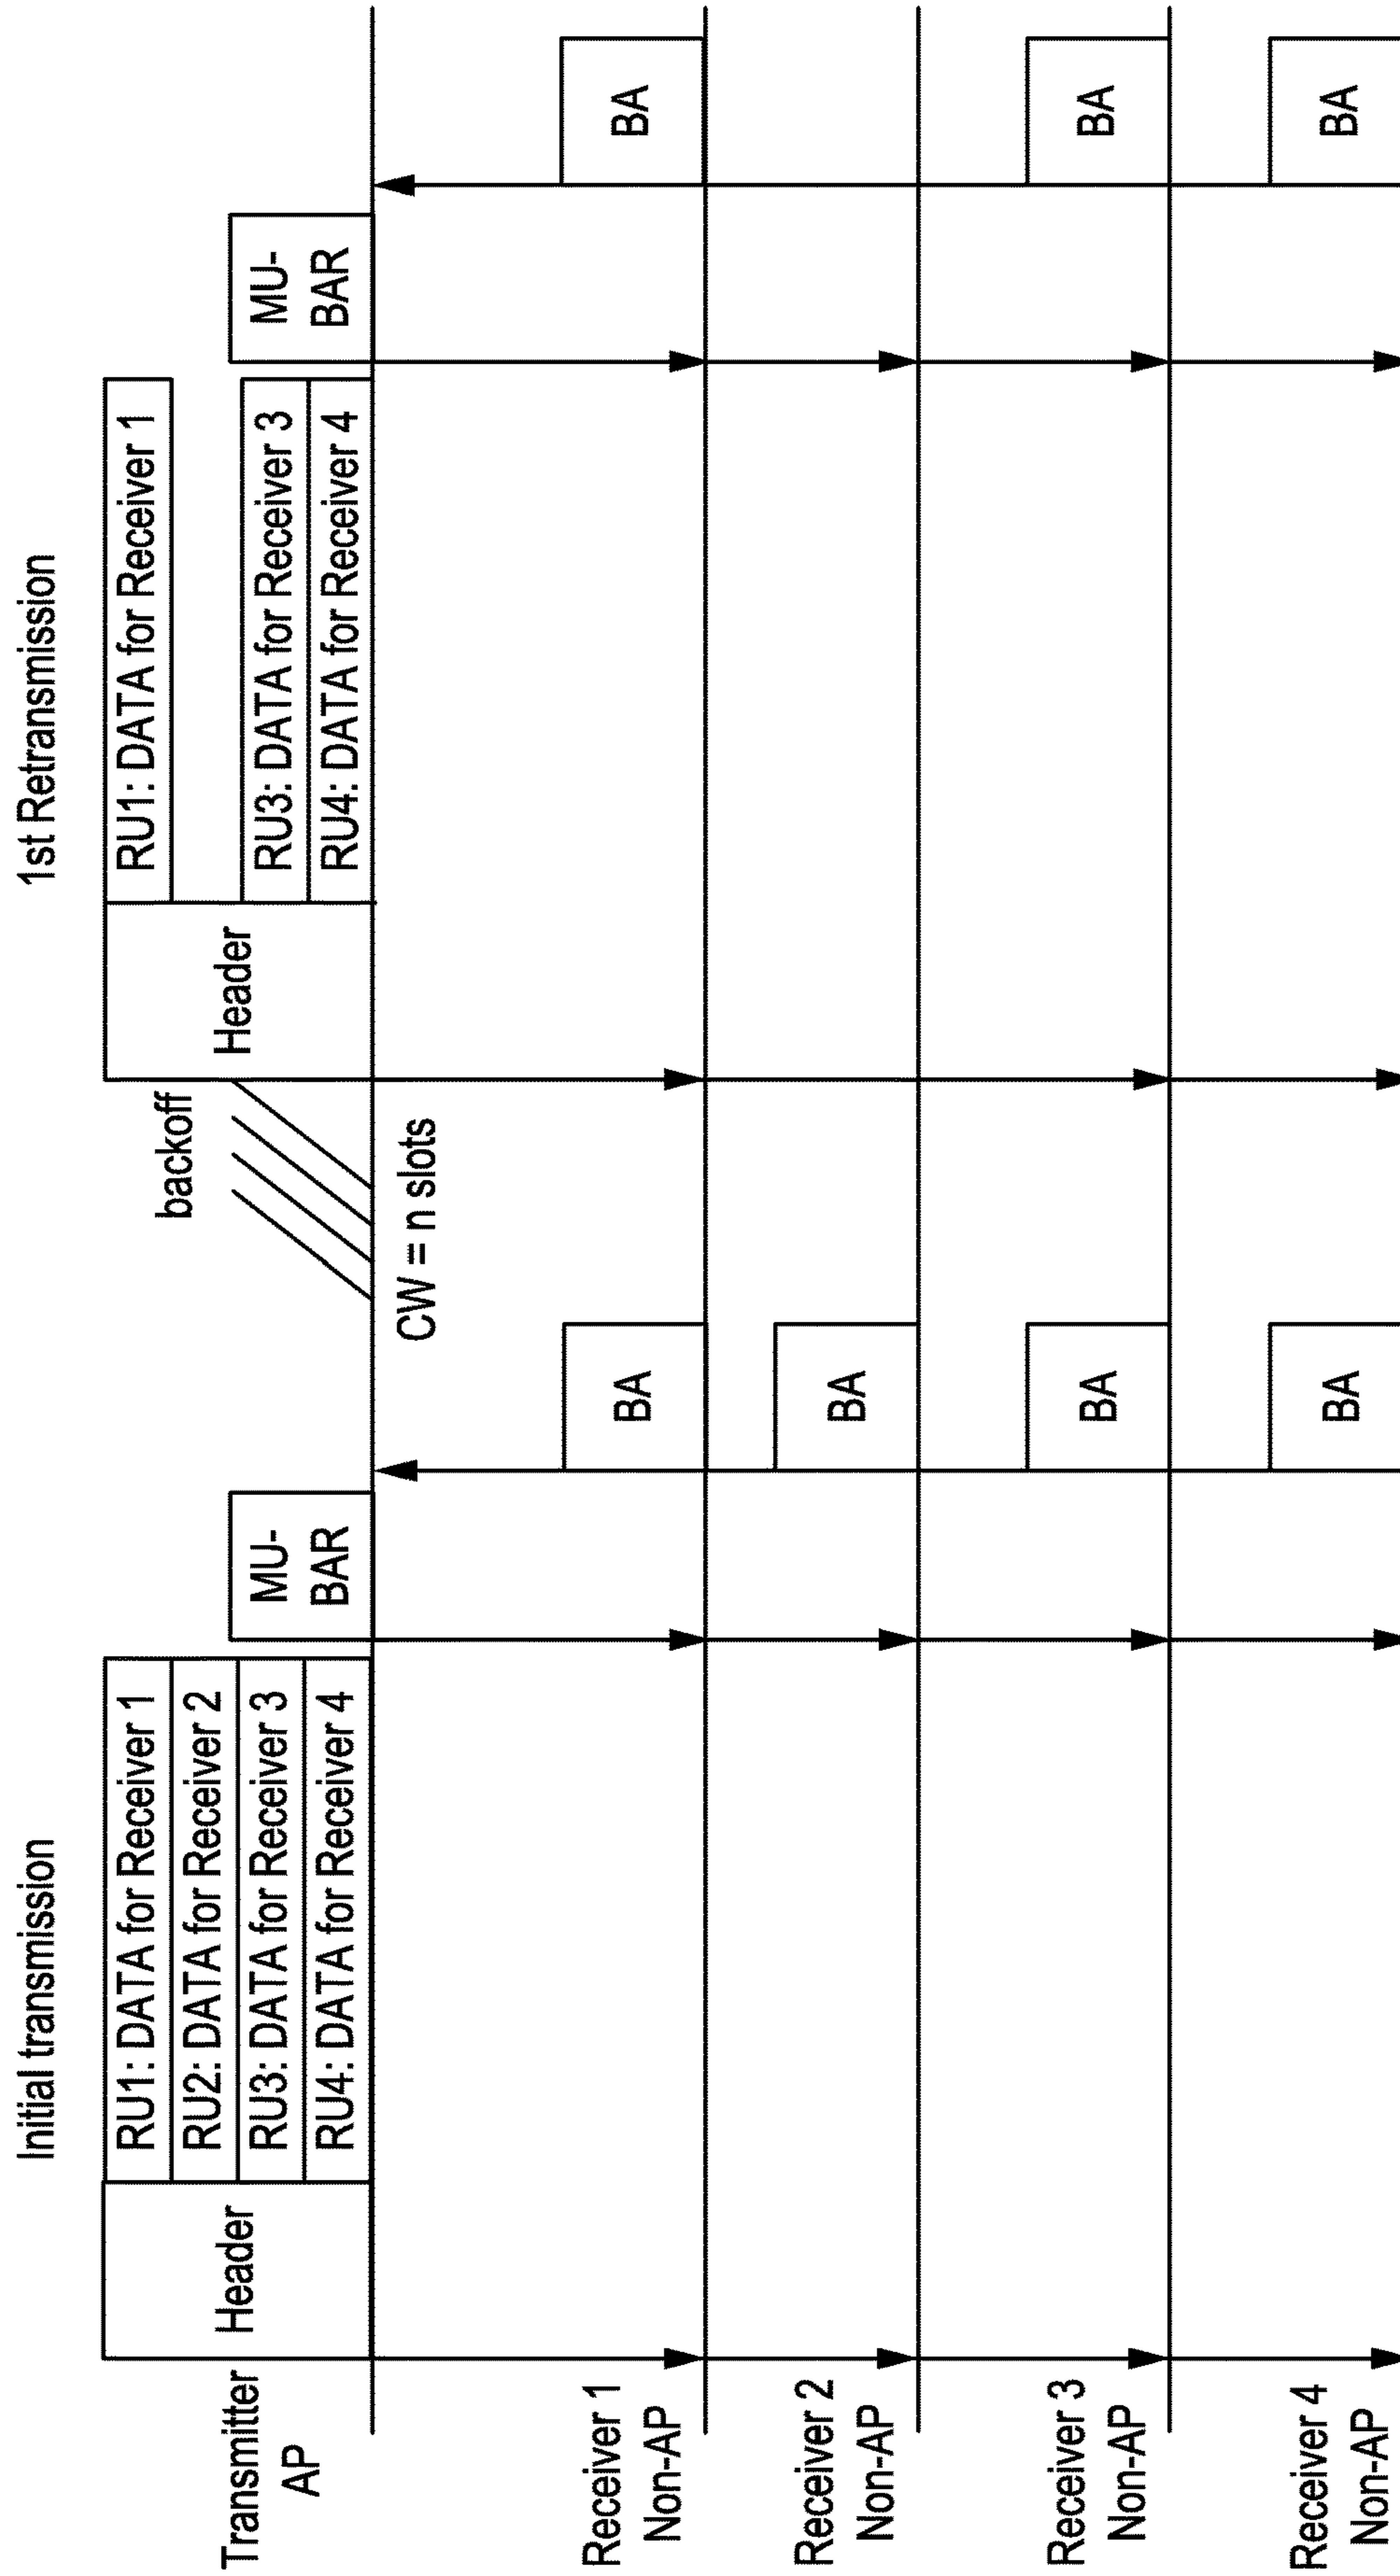 Initial transmission
1st Retransmission
Transmitter
AP
Header
RU1: DATA for Receiver 1
RU2: DATA for Receiver 2
RU3: DATA for Receiver 3
RU4: DATA for Receiver 4
MU-
BAR
backoff
CW = n slots
Header
RU1: DATA for Receiver 1
RU3: DATA for Receiver 3
RU4: DATA for Receiver 4
MU-
BAR
Receiver 1
Non-AP
BA
BA
Receiver 2
Non-AP
BA
Receiver 3
Non-AP
BA
BA
Receiver 4
Non-AP
BA
BA